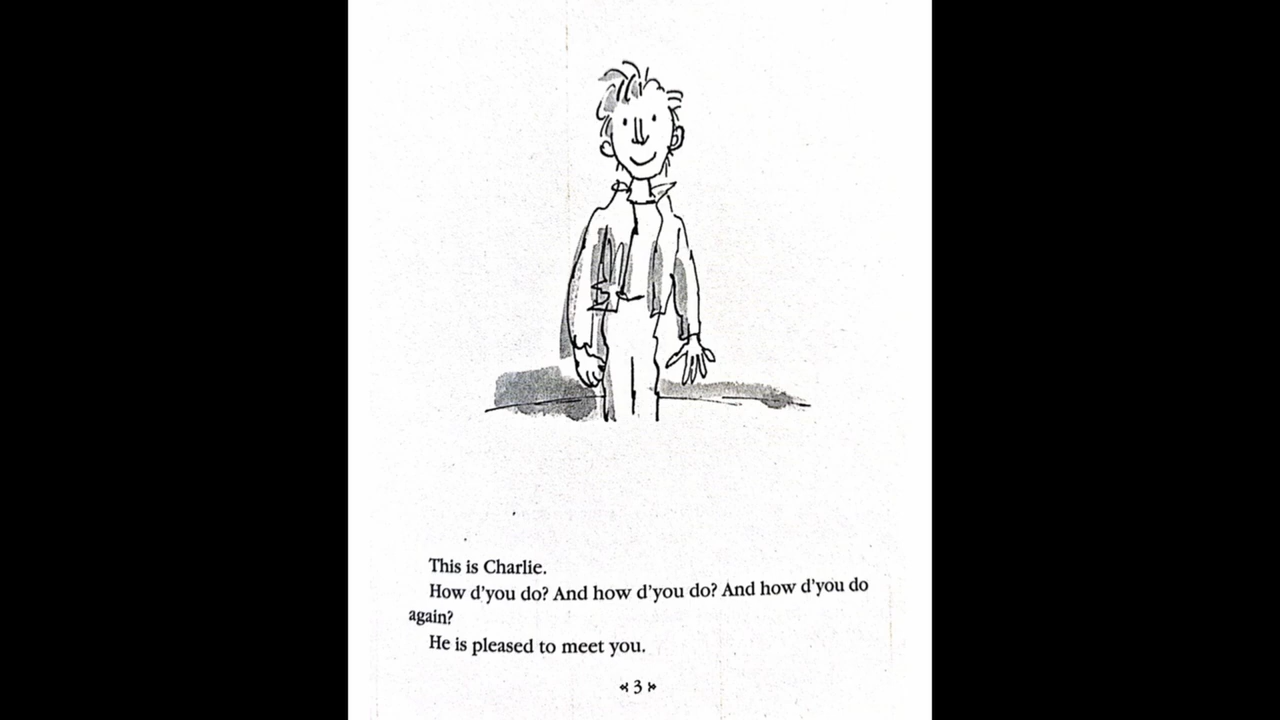 This is Charlie.
How d'you do? And how d'you do? And how d'you do
again?
He is pleased to meet you.
3